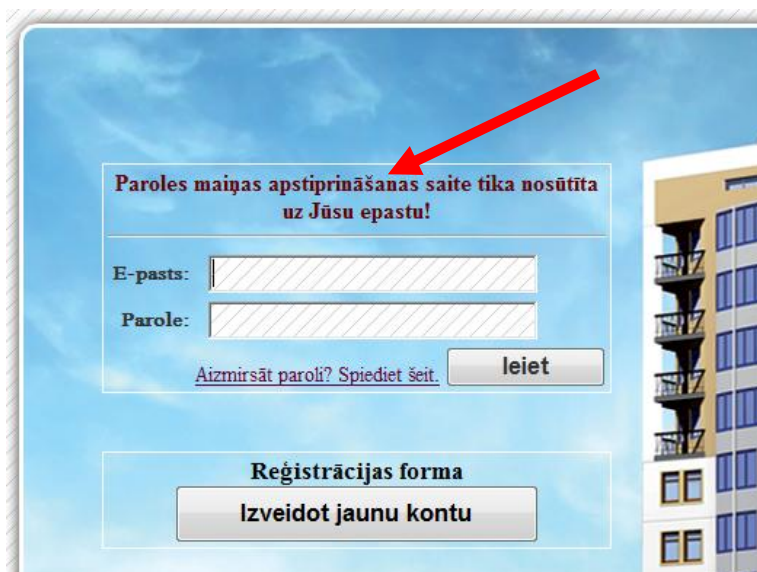 Paroles maiņas apstiprināšanas saite tika nosūtīta
uz Jūsu epastu!
E-pasts:
Parole:
Aizmirsāt paroli? Spiediet šeit.
Ieiet
Reģistrācijas forma
Izveidot jaunu kontu